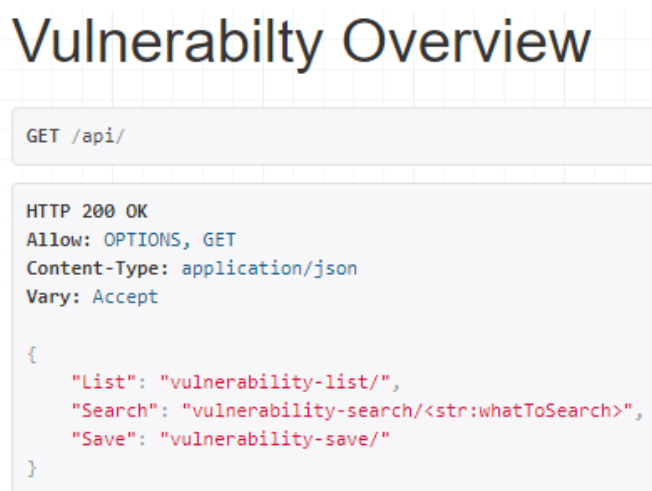 Vulnerabilty Overview
GET /api/
HTTP 200 OK
Allow: OPTIONS, GET
Content-Type: application/json
Vary: Accept
{
"List": "vulnerability-list/",
"Search": "vulnerability-search/<str:whatToSearch>",
"Save": "vulnerability-save/"
}